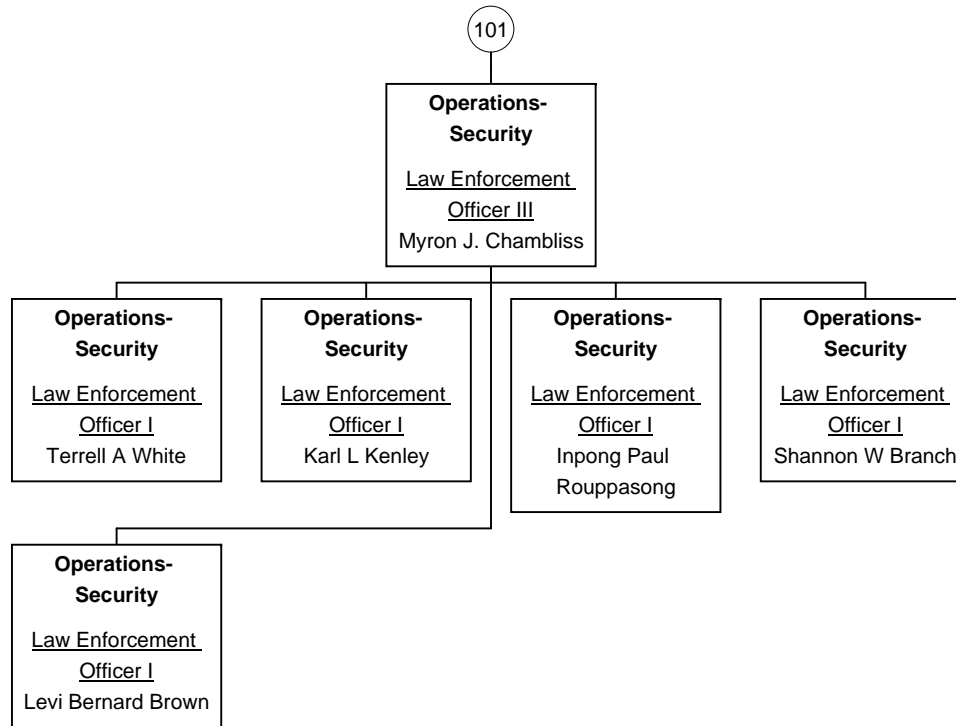 101
Operations-
Security
Law Enforcement
Officer III
Myron J. Chambliss
Operations-
Security
Law Enforcement
Officer I
Terrell A White
Operations-
Security
Law Enforcement
Officer I
Karl L Kenley
Operations-
Security
Law Enforcement
Officer I
Inpong Paul
Rouppasong
Operations-
Security
Law Enforcement
Officer I
Shannon W Branch
Operations-
Security
Law Enforcement
Officer I
Levi Bernard Brown